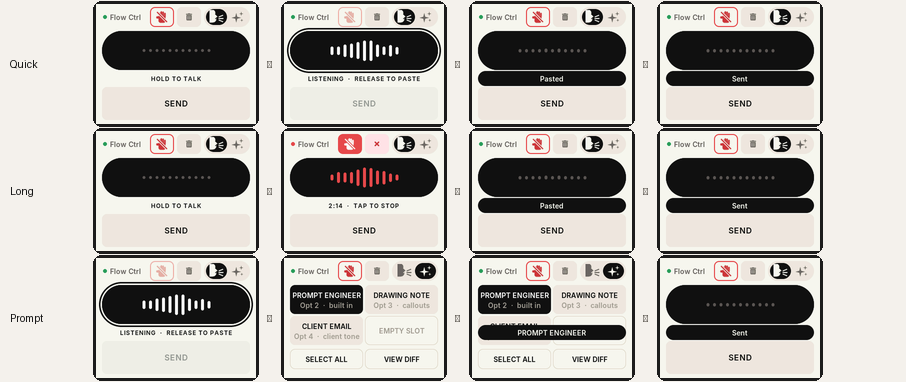 Quick
Flow Ctrl
HOLD TO TALK
SEND
Flow Ctrl
LISTENING · RELEASE TO PASTE
SEND
Flow Ctrl
Pasted
SEND
Flow Ctrl
Sent
SEND
Long
Flow Ctrl
HOLD TO TALK
SEND
Flow Ctrl
2:14 · TAP TO STOP
SEND
Flow Ctrl
Pasted
SEND
Flow Ctrl
Sent
SEND
Prompt
Flow Ctrl
LISTENING · RELEASE TO PASTE
SEND
Flow Ctrl
PROMPT ENGINEER
Opt 2 · built in
DRAWING NOTE
Opt 3 · callouts
CLIENT EMAIL
Opt 4 · client tone
EMPTY SLOT
SELECT ALL
VIEW DIFF
Flow Ctrl
PROMPT ENGINEER
Opt 2 · built in
DRAWING NOTE
Opt 3 · callouts
PROMPT ENGINEER
SELECT ALL
VIEW DIFF
Flow Ctrl
Sent
SEND